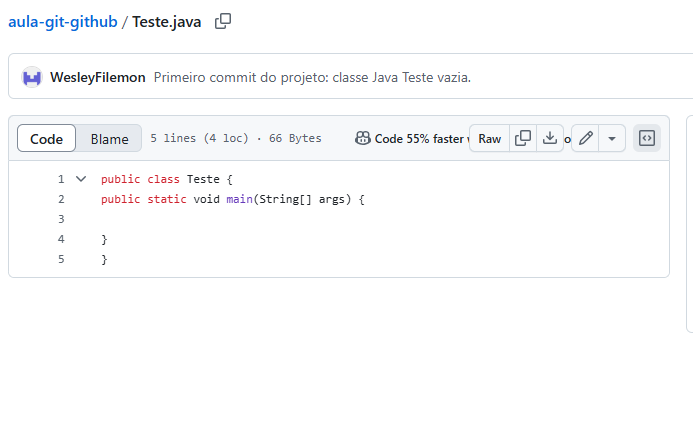 aula-git-github / Teste.java
WesleyFilemon Primeiro commit do projeto: classe Java Teste vazia.
Code Blame 5 lines (4 loc) · 66 Bytes Code 55% faster Raw
1 public class Teste {
2 public static void main(String[] args) {
3
4 }
5 }